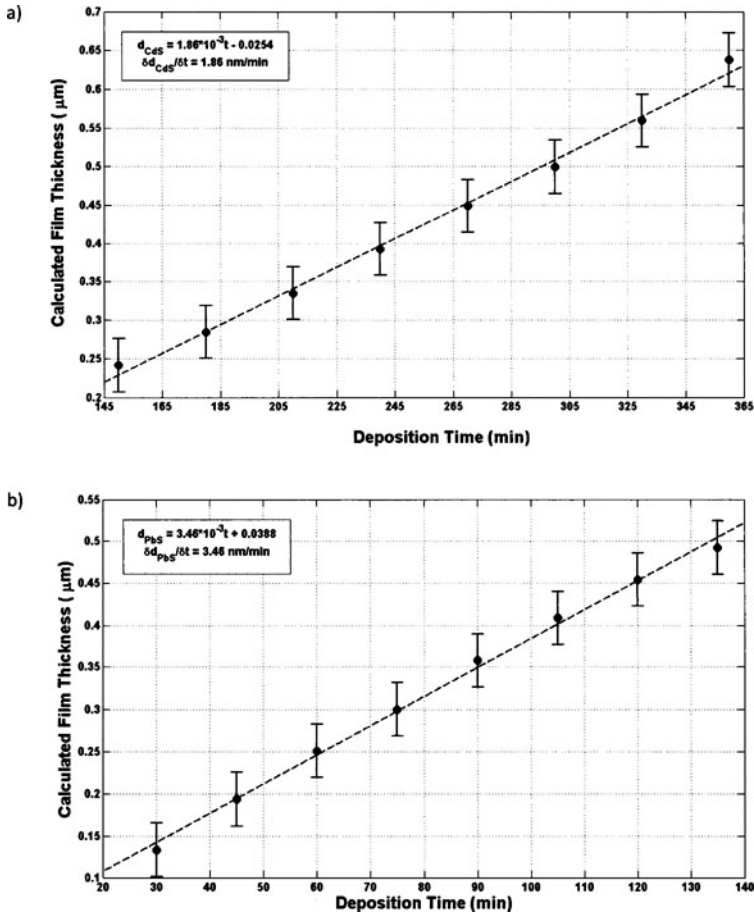 a)
0.7
0.65
0.6
0.55
0.5
0.45
0.4
0.35
0.3
0.25
0.2
d_CdS = 1.86*10^-3t - 0.0254
δd_CdS/δt = 1.86 nm/min
Calculated Film Thickness ( μm)
145 165 185 205 225 245 265 285 305 325 345 365
Deposition Time (min)
b)
0.55
0.5
0.45
0.4
0.35
0.3
0.25
0.2
0.15
0.1
d_PbS = 3.46*10^-3t + 0.0388
δd_PbS/δt = 3.46 nm/min
Calculated Film Thickness ( μm)
20 30 40 50 60 70 80 90 100 110 120 130 140
Deposition Time (min)